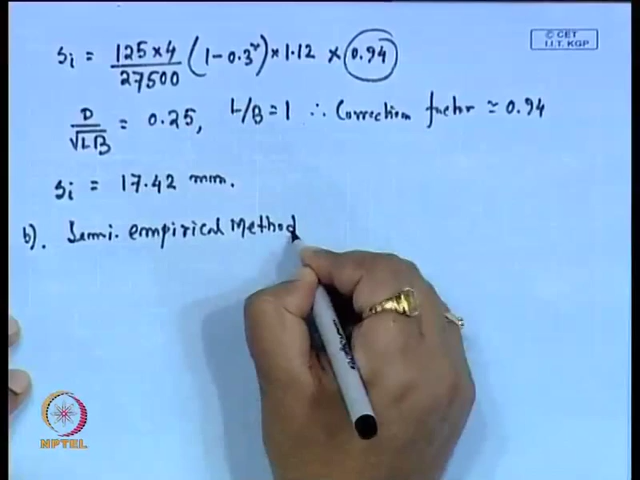 © CET
I.I.T. KGP
Si = 125×4 / 27500 (1-0.3²) × 1.12 × 0.94
D / √LB = 0.25, L/B = 1 ∴ Correction factor ≃ 0.94
Si = 17.42 mm.
b). Semi. empirical Method
NPTEL